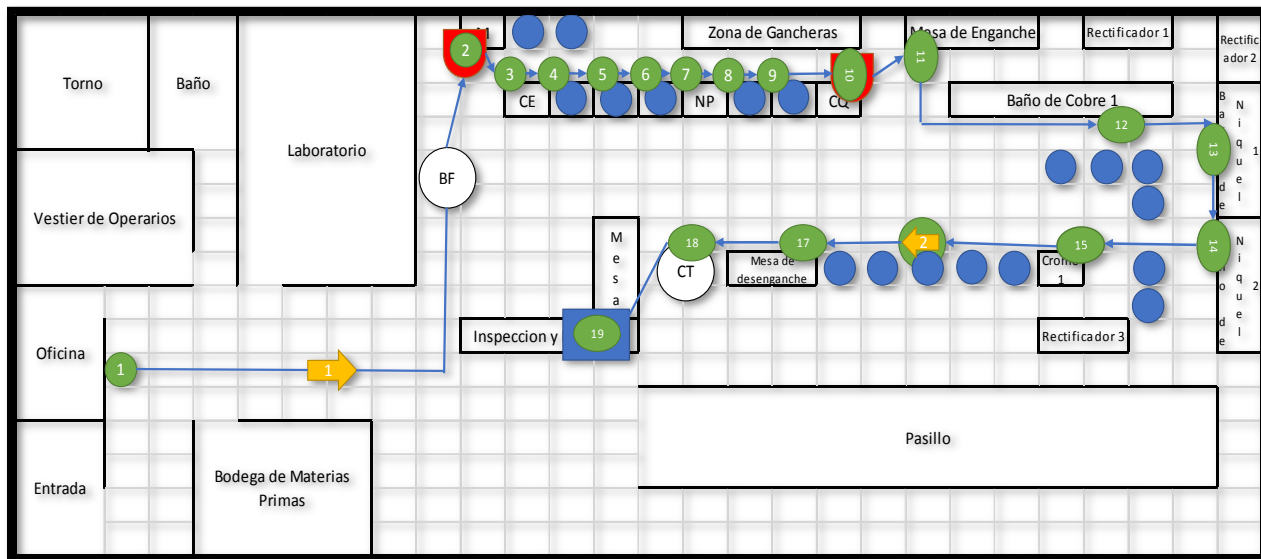 Torno
Baño
Laboratorio
Vestier de Operarios
Oficina
Entrada
Bodega de Materias
Primas
1
1
BF
2
3
4
5
6
7
8
9
10
11
12
13
14
15
2
17
18
19
CE
NP
CQ
Zona de Gancheras
Mesa de Enganche
Rectificador 1
Rectific
ador 2
Baño de Cobre 1
Niquel 1
Niquel 2
Cromo
1
Rectificador 3
Mesa de
desenganche
CT
Mesa
Inspeccion y
Pasillo